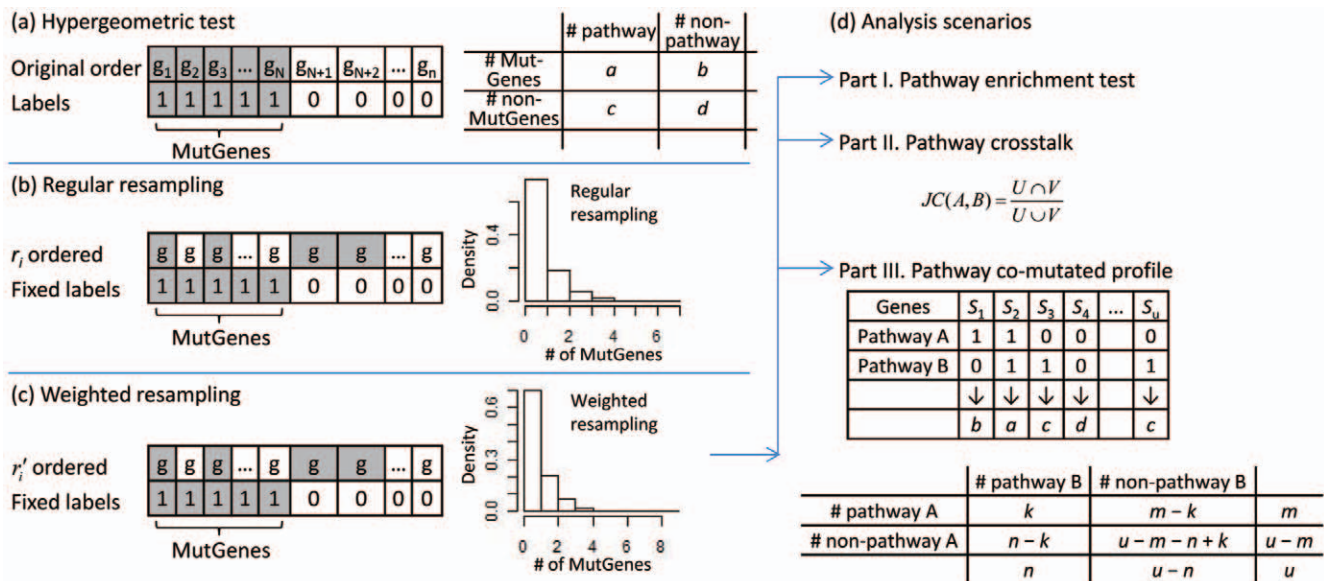 (a) Hypergeometric test
Original order g1 g2 g3 ... gN gN+1 gN+2 ... gn
Labels 1 1 1 1 1 0 0 0 0
MutGenes
# pathway # non-pathway
# Mut-Genes a b
# non-MutGenes c d
(b) Regular resampling
ri ordered g g g ... g g g ... g
Fixed labels 1 1 1 1 1 0 0 0 0
MutGenes
Regular resampling
Density
0.0 0.4
0 2 4 6
# of MutGenes
(c) Weighted resampling
ri′ ordered g g g ... g g g ... g
Fixed labels 1 1 1 1 1 0 0 0 0
MutGenes
Weighted resampling
Density
0.0 0.3 0.6
0 2 4 6 8
# of MutGenes
(d) Analysis scenarios
Part I. Pathway enrichment test
Part II. Pathway crosstalk
JC(A,B) = U∩V / U∪V
Part III. Pathway co-mutated profile
Genes S1 S2 S3 S4 ... Su
Pathway A 1 1 0 0 0
Pathway B 0 1 1 0 1
↓ ↓ ↓ ↓ ↓
b a c d c
# pathway B # non-pathway B
# pathway A k m − k m
# non-pathway A n − k u − m − n + k u − m
n u − n u